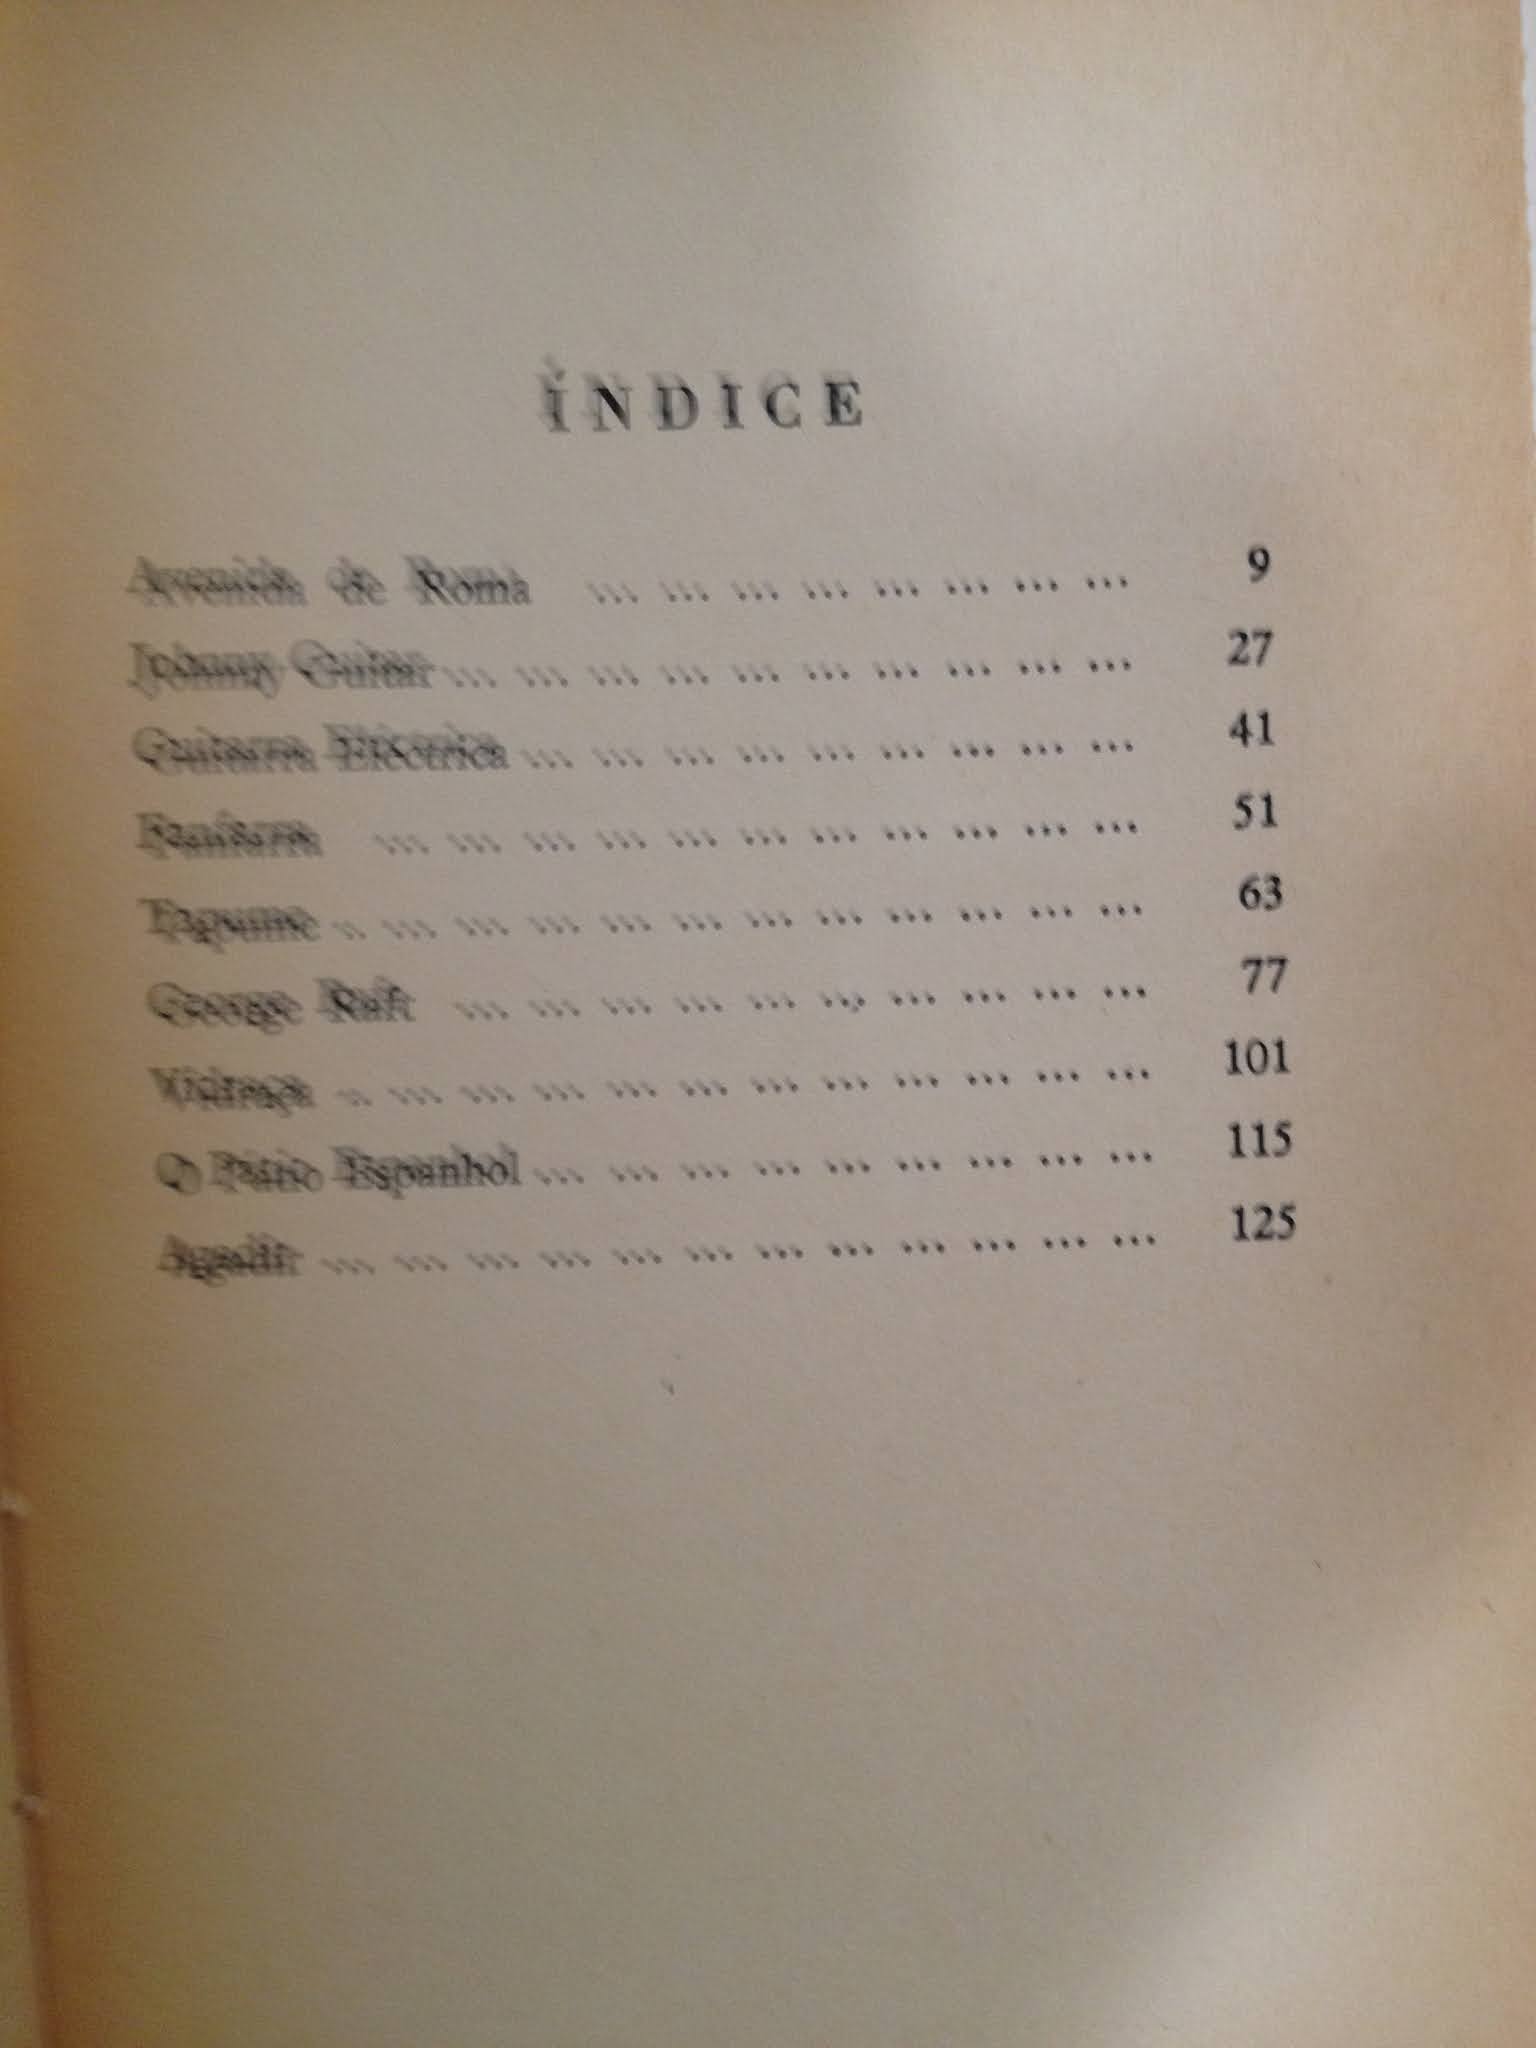 ÍNDICE
Avenida de Roma ... ... ... ... ... ... ... ... 9
Johnny Guitar ... ... ... ... ... ... ... ... ... ... 27
Guitarra Eléctrica ... ... ... ... ... ... ... ... ... 41
... ... ... ... ... ... ... ... ... ... ... 51
.. ... ... ... ... ... ... ... ... ... ... ... 63
George Raft ... ... ... ... ... ... ... ... ... ... 77
.. ... ... ... ... ... ... ... ... ... ... ... 101
O Pátio Espanhol ... ... ... ... ... ... ... ... ... 115
Agadir ... ... ... ... ... ... ... ... ... ... ... ... 125